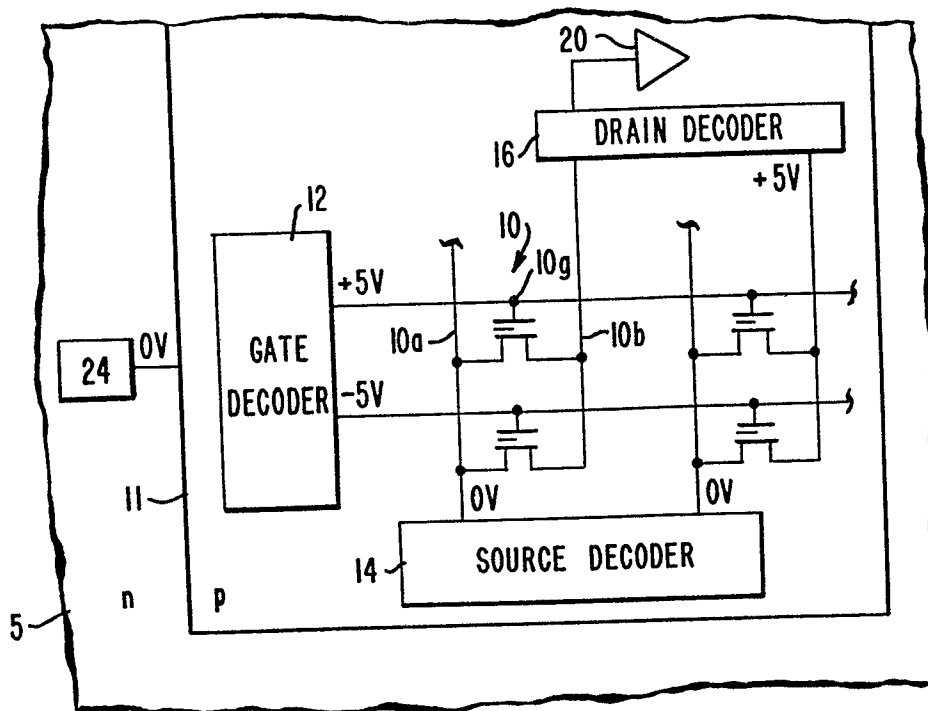 20
DRAIN DECODER
16
+5V
12
10
10g
+5V
10a
10b
0V
24
GATE
DECODER
-5V
11
0V
0V
SOURCE DECODER
14
n
p
5